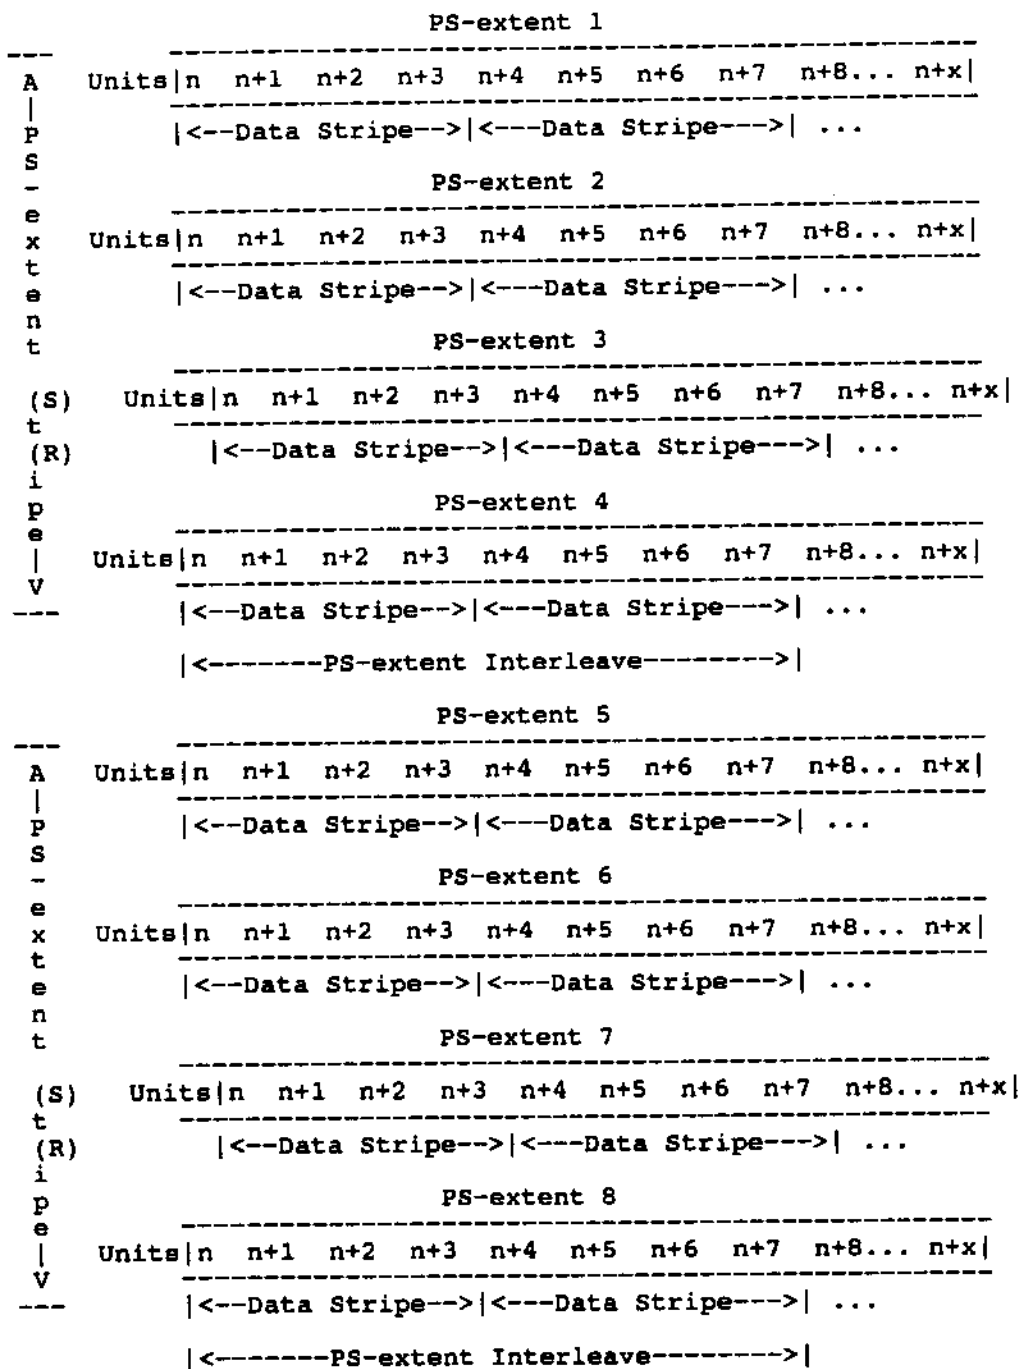 PS-extent 1
Units|n n+1 n+2 n+3 n+4 n+5 n+6 n+7 n+8... n+x|
|<--Data Stripe-->|<---Data Stripe--->| ...
PS-extent 2
Units|n n+1 n+2 n+3 n+4 n+5 n+6 n+7 n+8... n+x|
|<--Data Stripe-->|<---Data Stripe--->| ...
PS-extent 3
Units|n n+1 n+2 n+3 n+4 n+5 n+6 n+7 n+8... n+x|
|<--Data Stripe-->|<---Data Stripe--->| ...
PS-extent 4
Units|n n+1 n+2 n+3 n+4 n+5 n+6 n+7 n+8... n+x|
|<--Data Stripe-->|<---Data Stripe--->| ...
|<-------PS-extent Interleave-------->|
A|PS-extent (S)t(R)ipe|V
PS-extent 5
Units|n n+1 n+2 n+3 n+4 n+5 n+6 n+7 n+8... n+x|
|<--Data Stripe-->|<---Data Stripe--->| ...
PS-extent 6
Units|n n+1 n+2 n+3 n+4 n+5 n+6 n+7 n+8... n+x|
|<--Data Stripe-->|<---Data Stripe--->| ...
PS-extent 7
Units|n n+1 n+2 n+3 n+4 n+5 n+6 n+7 n+8... n+x|
|<--Data Stripe-->|<---Data Stripe--->| ...
PS-extent 8
Units|n n+1 n+2 n+3 n+4 n+5 n+6 n+7 n+8... n+x|
|<--Data Stripe-->|<---Data Stripe--->| ...
|<-------PS-extent Interleave-------->|
A|PS-extent (S)t(R)ipe|V